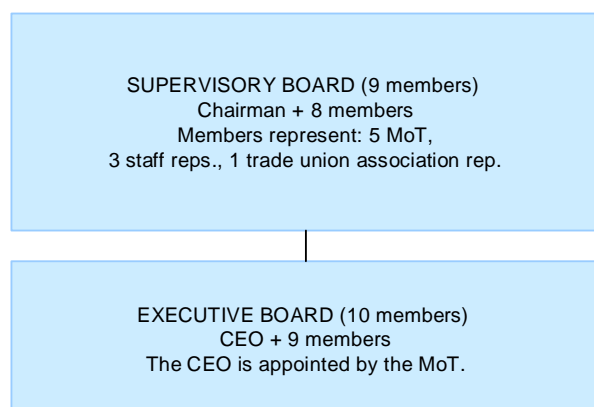 SUPERVISORY BOARD (9 members)
Chairman + 8 members
Members represent: 5 MoT,
3 staff reps., 1 trade union association rep.
EXECUTIVE BOARD (10 members)
CEO + 9 members
The CEO is appointed by the MoT.